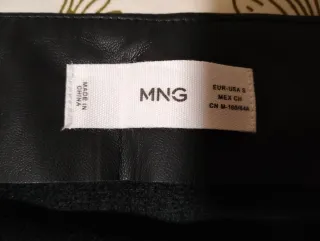 MADE IN
CHINA
MNG
EUR-USA S
MEX CH
CN M-160/64A